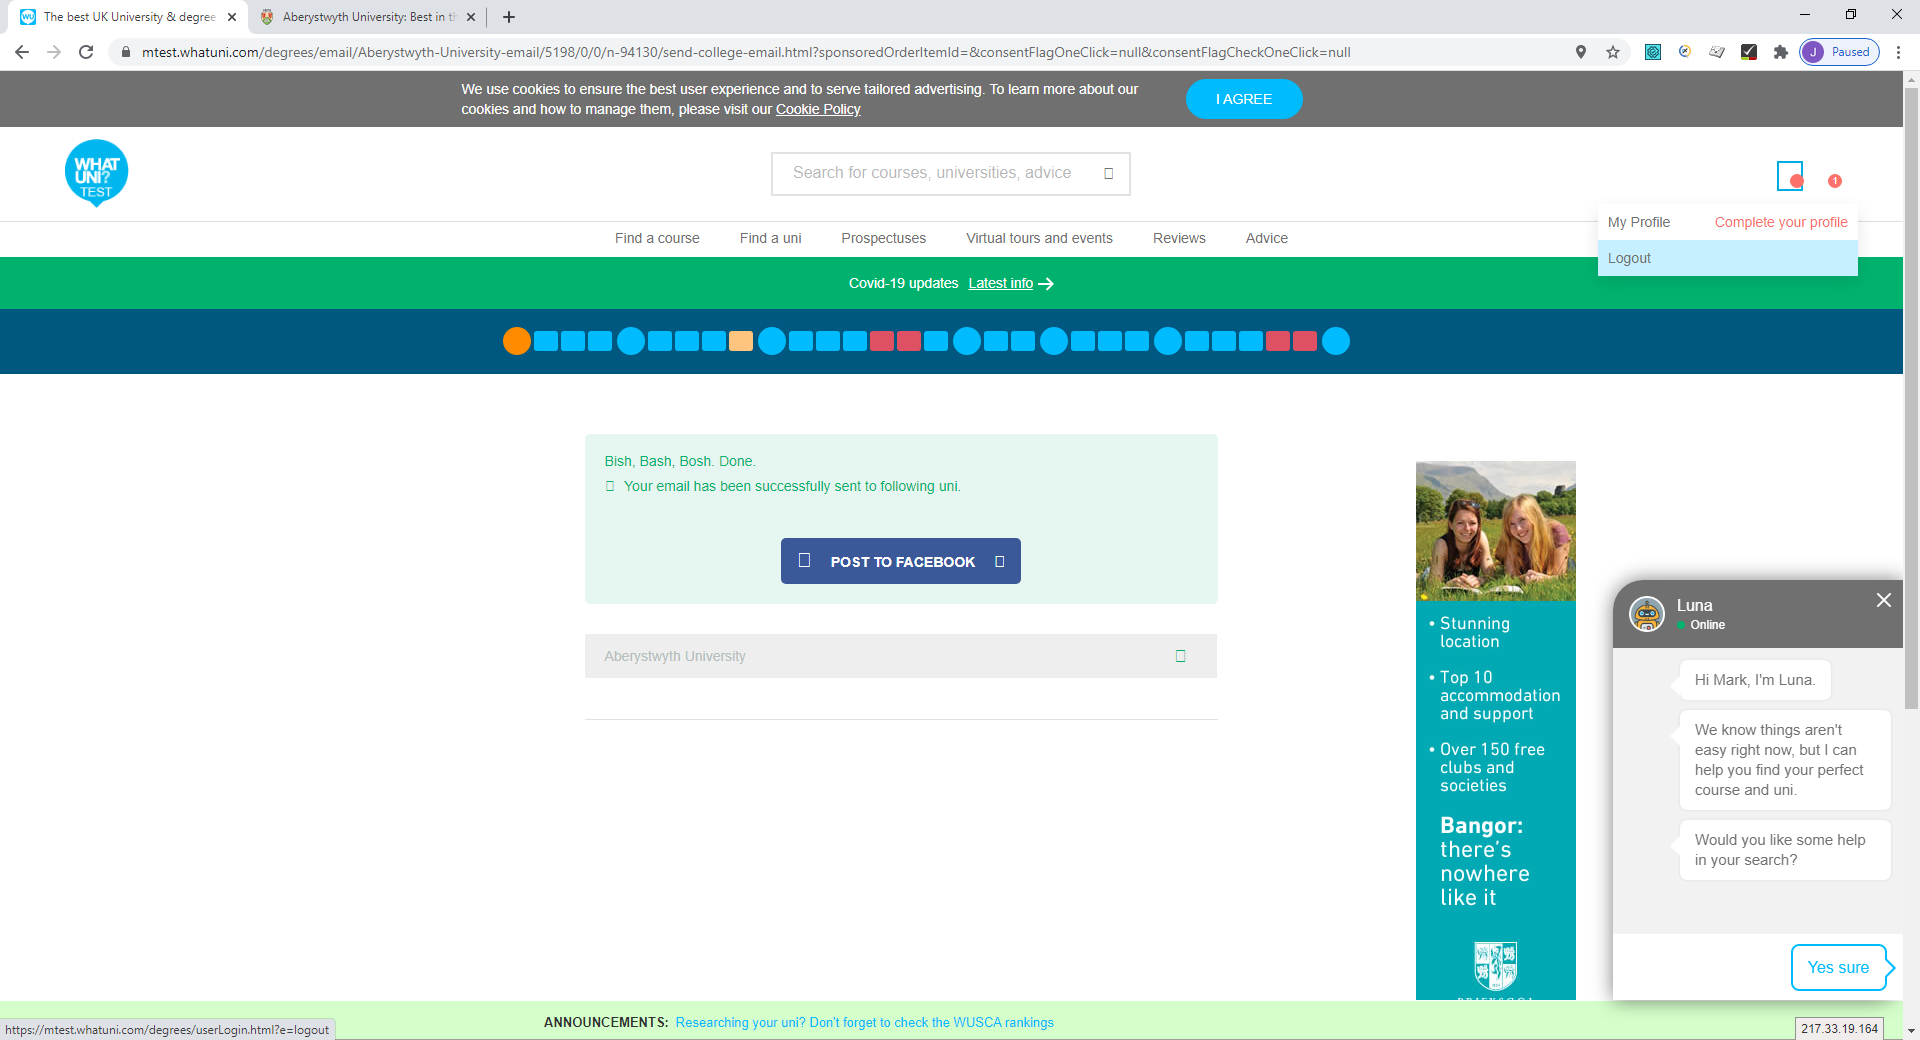 The best UK University & degree
Aberystwyth University: Best in th
mtest.whatuni.com/degrees/email/Aberystwyth-University-email/5198/0/0/n-94130/send-college-email.html?sponsoredOrderItemId=&consentFlagOneClick=null&consentFlagCheckOneClick=null
J Paused
We use cookies to ensure the best user experience and to serve tailored advertising. To learn more about our
cookies and how to manage them, please visit our Cookie Policy
I AGREE
WHAT
UNI?
TEST
Search for courses, universities, advice
1
My Profile Complete your profile
Logout
Find a course Find a uni Prospectuses Virtual tours and events Reviews Advice
Covid-19 updates Latest info
Bish, Bash, Bosh. Done.
Your email has been successfully sent to following uni.
POST TO FACEBOOK
Aberystwyth University
• Stunning
location
• Top 10
accommodation
and support
• Over 150 free
clubs and
societies
Bangor:
there's
nowhere
like it
Luna
Online
Hi Mark, I'm Luna.
We know things aren't
easy right now, but I can
help you find your perfect
course and uni.
Would you like some help
in your search?
Yes sure
ANNOUNCEMENTS: Researching your uni? Don't forget to check the WUSCA rankings
https://mtest.whatuni.com/degrees/userLogin.html?e=logout
217.33.19.164